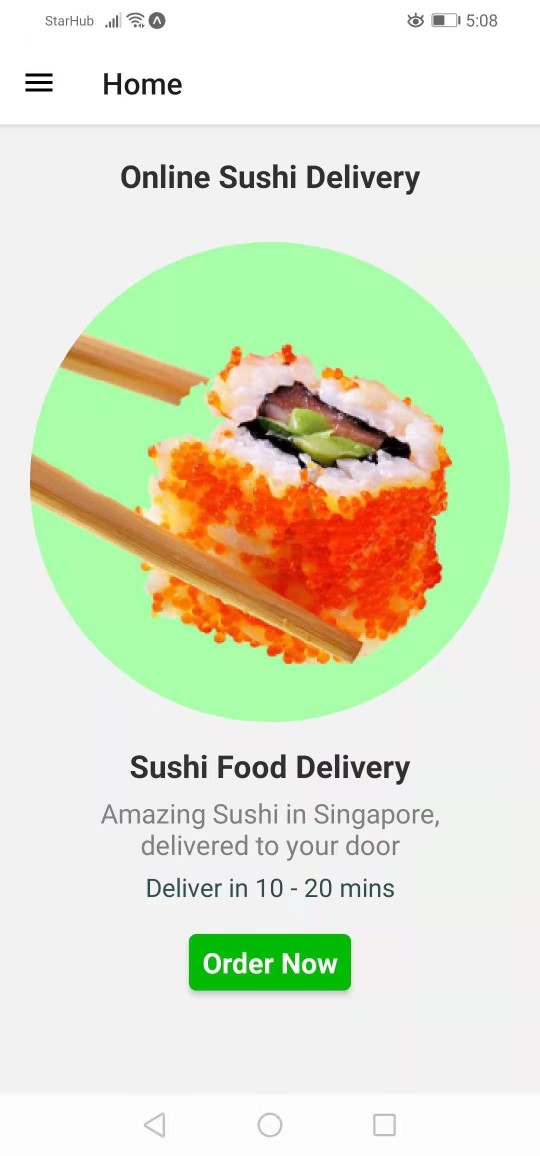 StarHub 5:08
Home
Online Sushi Delivery
Sushi Food Delivery
Amazing Sushi in Singapore,
delivered to your door
Deliver in 10 - 20 mins
Order Now